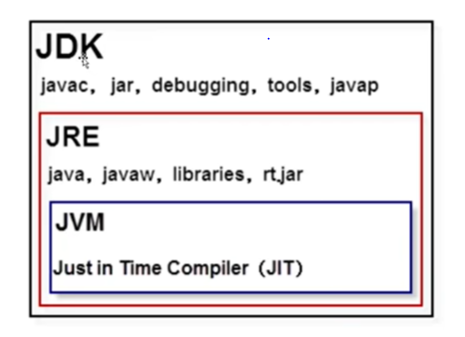 JDK
javac, jar, debugging, tools, javap
JRE
java, javaw, libraries, rt.jar
JVM
Just in Time Compiler (JIT)